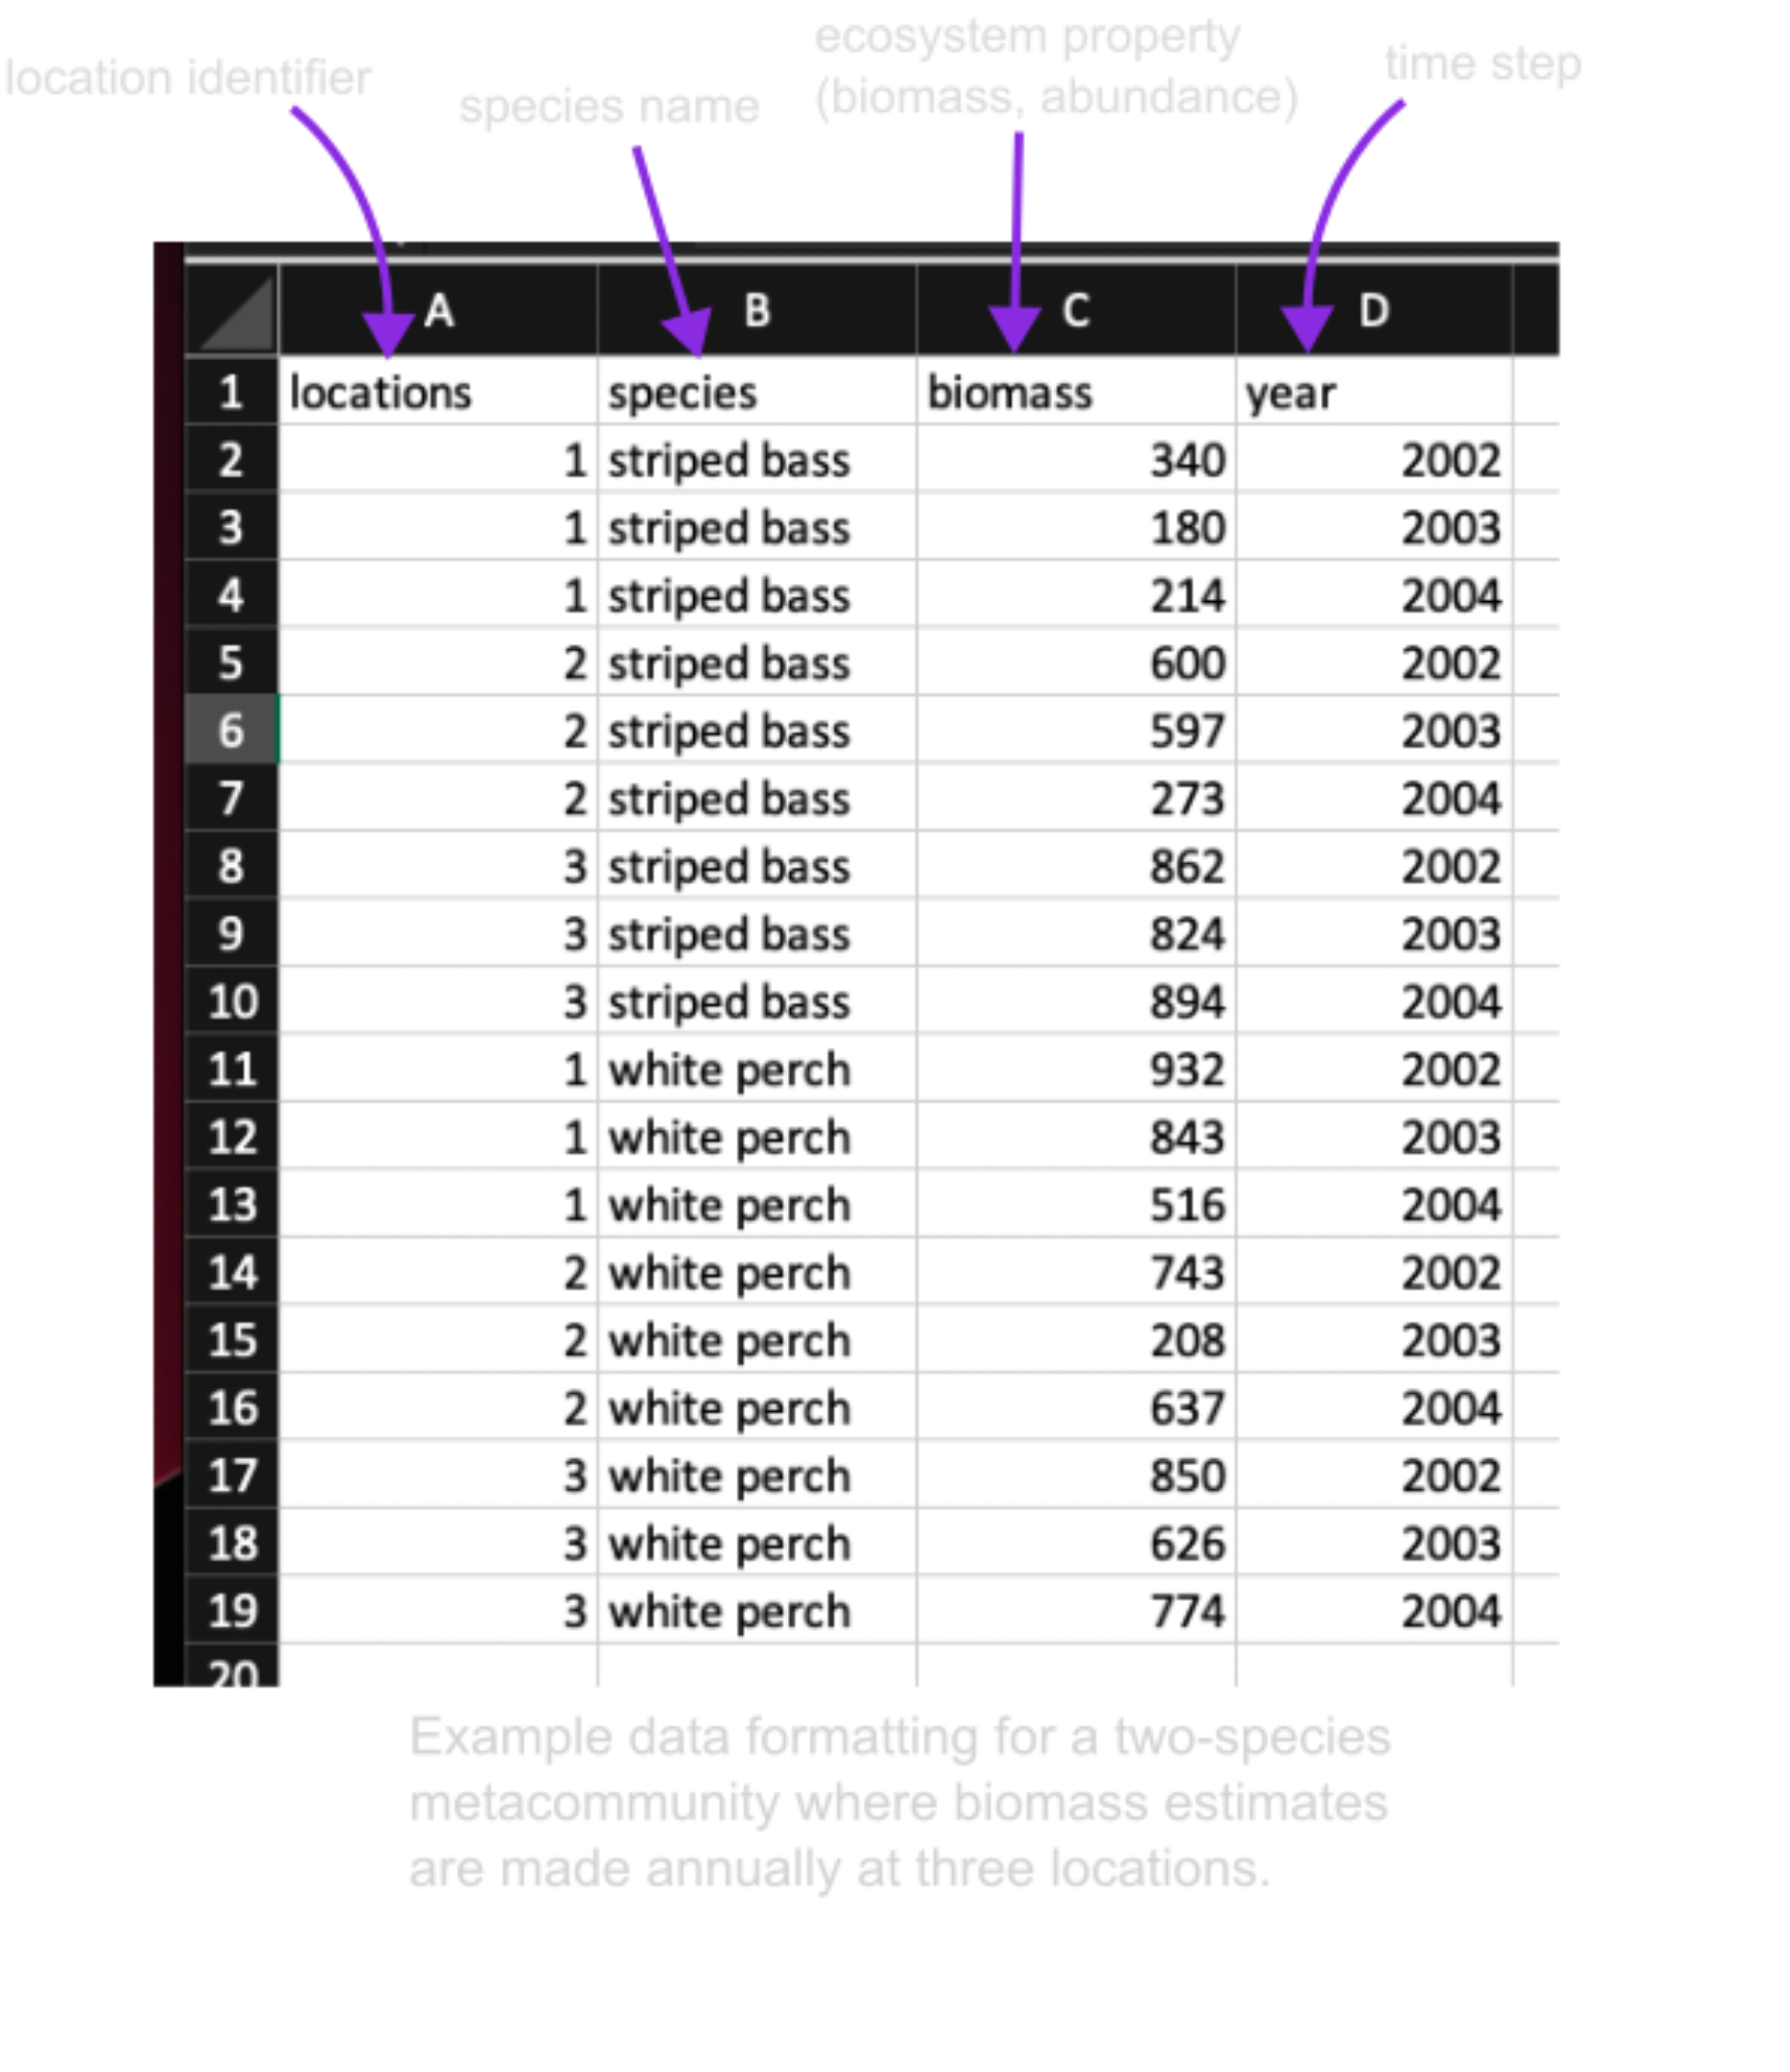 ecosystem property
location identifier
species name
(biomass, abundance)
time step
A B C D
1 locations species biomass year
2 1 striped bass 340 2002
3 1 striped bass 180 2003
4 1 striped bass 214 2004
5 2 striped bass 600 2002
6 2 striped bass 597 2003
7 2 striped bass 273 2004
8 3 striped bass 862 2002
9 3 striped bass 824 2003
10 3 striped bass 894 2004
11 1 white perch 932 2002
12 1 white perch 843 2003
13 1 white perch 516 2004
14 2 white perch 743 2002
15 2 white perch 208 2003
16 2 white perch 637 2004
17 3 white perch 850 2002
18 3 white perch 626 2003
19 3 white perch 774 2004
20
Example data formatting for a two-species
metacommunity where biomass estimates
are made annually at three locations.